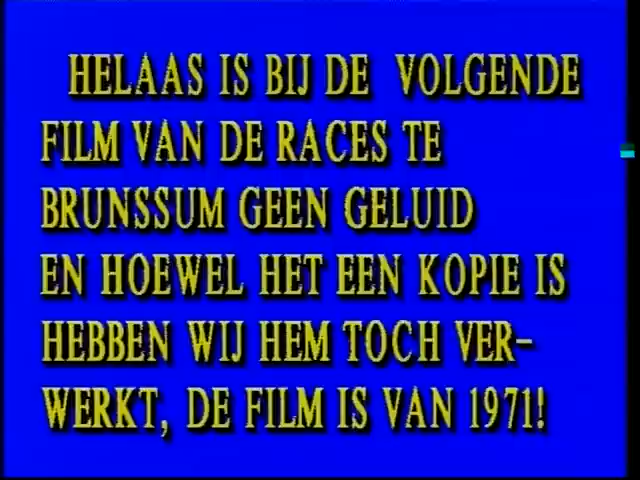 HELAAS IS BIJ DE VOLGENDE
FILM VAN DE RACES TE
BRUNSSUM GEEN GELUID
EN HOEWEL HET EEN KOPIE IS
HEBBEN WIJ HEM TOCH VER-
WERKT, DE FILM IS VAN 1971!